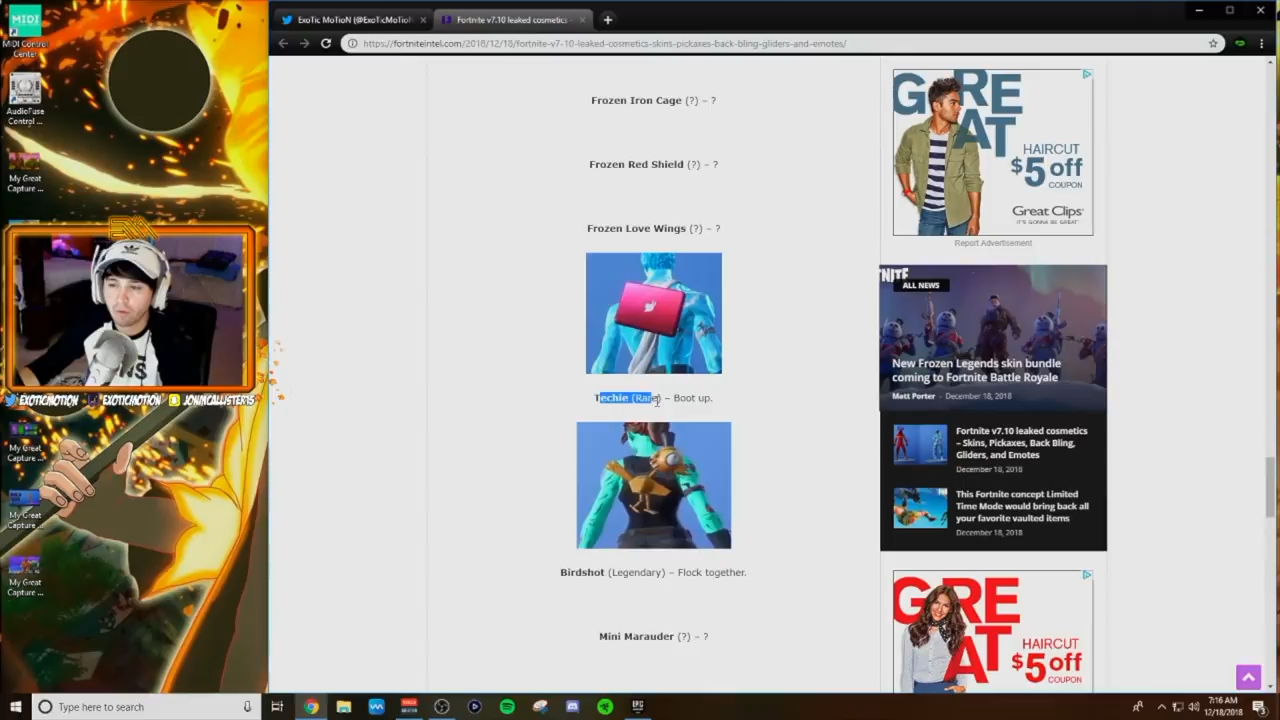 MIDI
MIDI Control
Center
AudioFuse
Control ...
My Great
Capture ...
EXOTICMOTION
EXOTICMOTION
JONMCALLISTER15
My Great
Capture ...
My Great
Capture ...
My Great
Capture ...
ExoTic MoTioN (@ExoTicMoTioN
Fortnite v7.10 leaked cosmetics -
https://fortniteintel.com/2018/12/18/fortnite-v7-10-leaked-cosmetics-skins-pickaxes-back-bling-gliders-and-emotes/
Frozen Iron Cage (?) – ?
Frozen Red Shield (?) – ?
Frozen Love Wings (?) – ?
Techie (Rare) – Boot up.
Birdshot (Legendary) – Flock together.
Mini Marauder (?) – ?
GREAT
HAIRCUT
$5 off
COUPON
Great Clips
IT'S GONNA BE GREAT
Report Advertisement
ALL NEWS
New Frozen Legends skin bundle
coming to Fortnite Battle Royale
Matt Porter - December 18, 2018
Fortnite v7.10 leaked cosmetics
– Skins, Pickaxes, Back Bling,
Gliders, and Emotes
December 18, 2018
This Fortnite concept Limited
Time Mode would bring back all
your favorite vaulted items
December 18, 2018
GREAT
HAIRCUT
$5 off
COUPON
Type here to search
EPIC
7:16 AM
12/18/2018